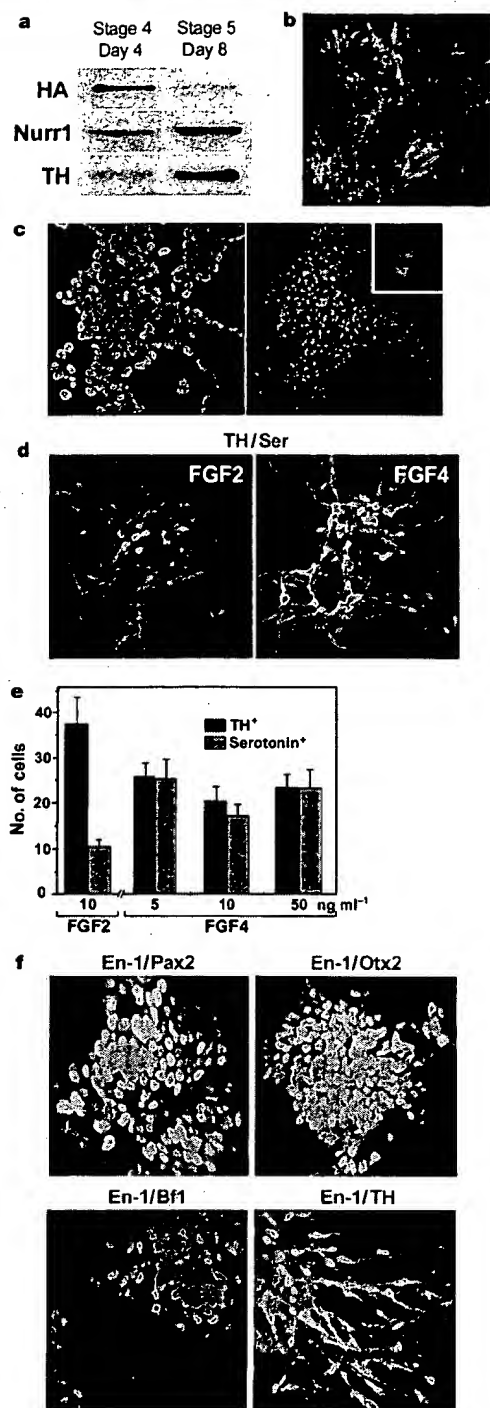 a
Stage 4 Stage 5
Day 4 Day 8
HA
Nurr1
TH
b
c
TH/Ser
d
FGF2 FGF4
e
No. of cells
40
30
20
10
0
TH+
Serotonin+
10 5 10 50 ng ml⁻¹
FGF2 FGF4
f
En-1/Pax2 En-1/Otx2
En-1/Bf1 En-1/TH